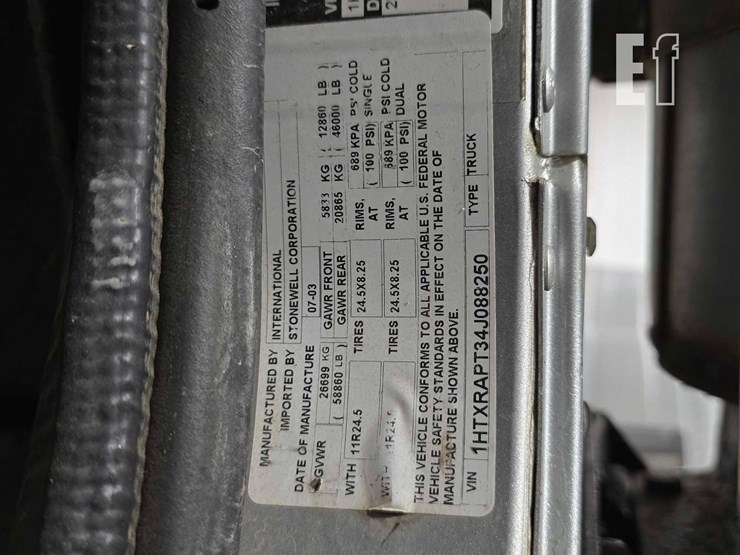 MANUFACTURED BY INTERNATIONAL
IMPORTED BY STONEWELL CORPORATION
DATE OF MANUFACTURE 07-03
GVWR 26699 KG GAWR FRONT 5833 KG ( 12860 LB )
( 58860 LB ) GAWR REAR 20865 KG ( 46000 LB )
WITH 11R24.5 TIRES 24.5X8.25 RIMS, AT 689 KPA PSI COLD ( 100 PSI) SINGLE
TIRES 24.5X8.25 RIMS, AT 689 KPA PSI COLD ( 100 PSI) DUAL
THIS VEHICLE CONFORMS TO ALL APPLICABLE U.S. FEDERAL MOTOR
VEHICLE SAFETY STANDARDS IN EFFECT ON THE DATE OF
MANUFACTURE SHOWN ABOVE.
VIN 1HTXRAPT34J088250 TYPE TRUCK
Ef